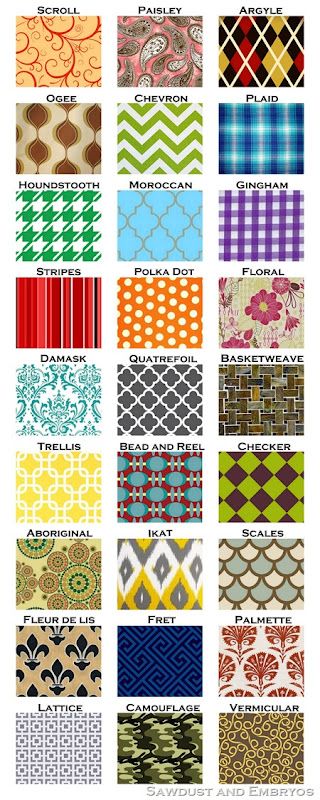 Scroll Paisley Argyle
Ogee Chevron Plaid
Houndstooth Moroccan Gingham
Stripes Polka Dot Floral
Damask Quatrefoil Basketweave
Trellis Bead and Reel Checker
Aboriginal Ikat Scales
Fleur de lis Fret Palmette
Lattice Camouflage Vermicular
Sawdust and Embryos